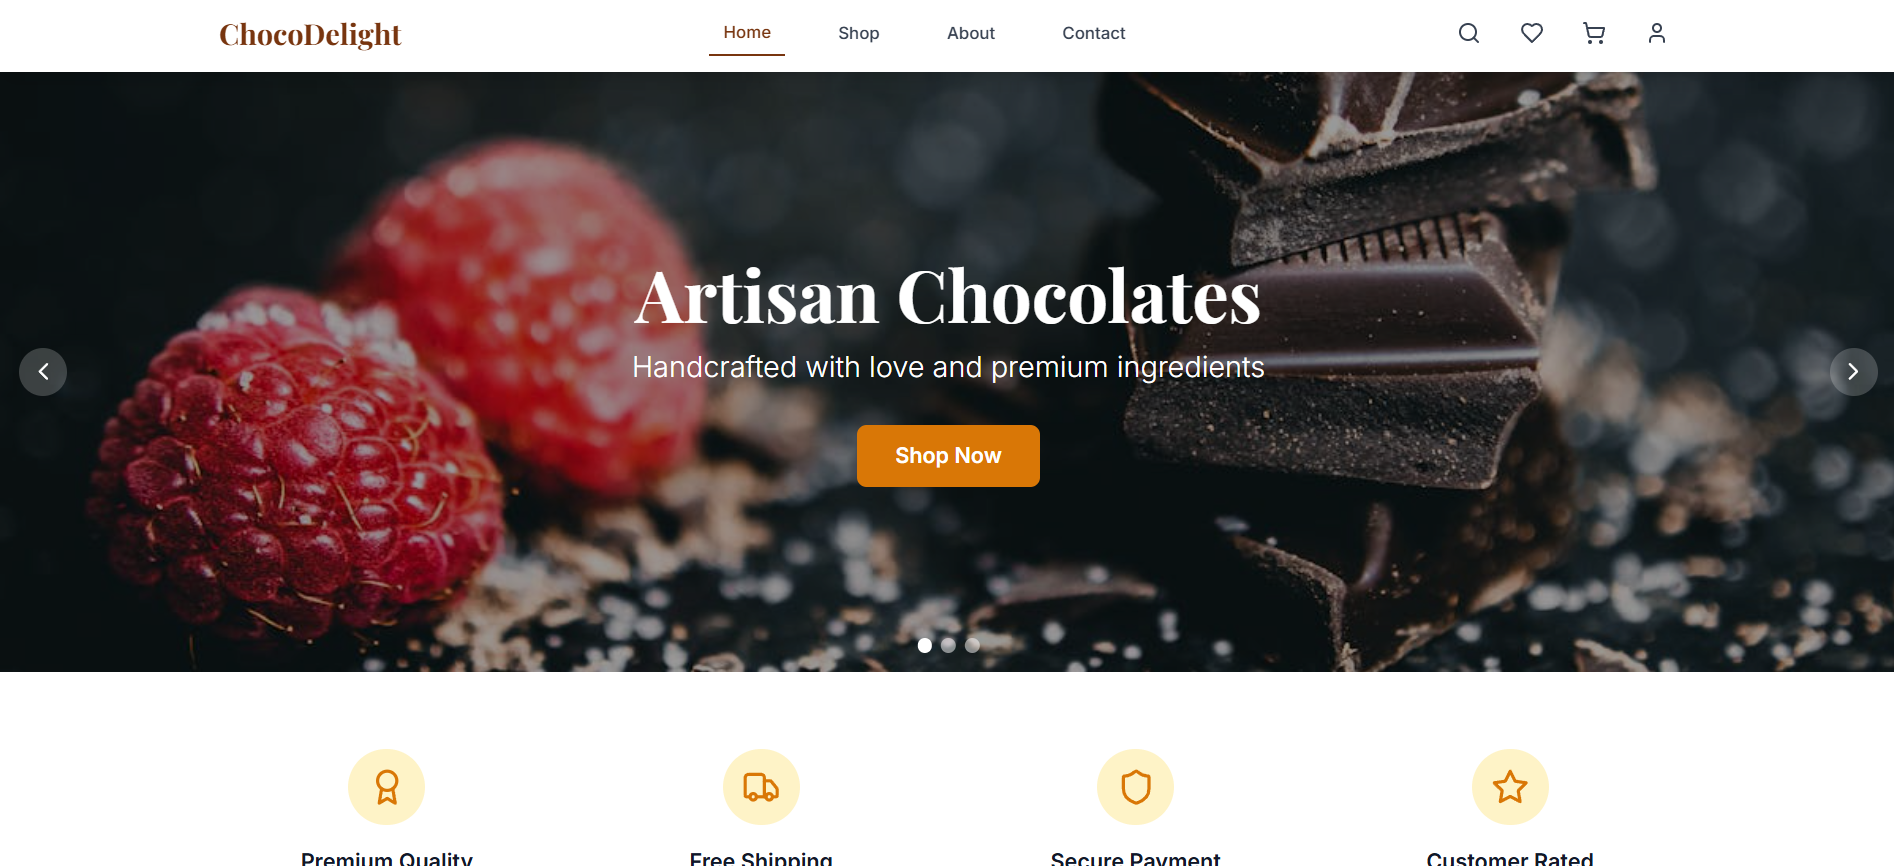 ChocoDelight
Home
Shop
About
Contact
Artisan Chocolates
Handcrafted with love and premium ingredients
Shop Now
Premium Quality
Free Shipping
Secure Payment
Customer Rated